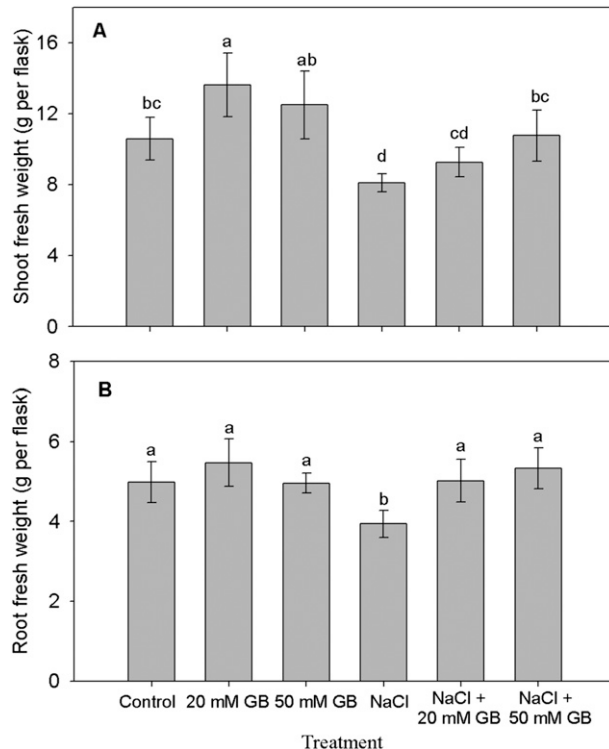 A
Shoot fresh weight (g per flask)
16
12
8
4
0
bc
a
ab
d
cd
bc
B
Root fresh weight (g per flask)
8
6
4
2
0
a
a
a
b
a
a
Control
20 mM GB
50 mM GB
NaCl
NaCl +
20 mM GB
NaCl +
50 mM GB
Treatment